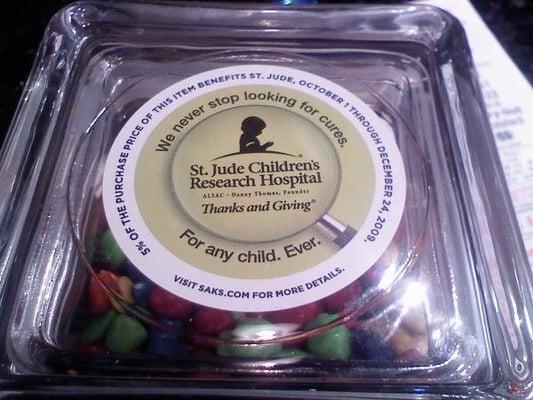 5% OF THE PURCHASE PRICE OF THIS ITEM BENEFITS ST. JUDE, OCTOBER 1 THROUGH DECEMBER 24, 2009.
We never stop looking for cures.
St. Jude Children's
Research Hospital
ALSAC • Danny Thomas, Founder
Thanks and Giving®
For any child. Ever.
VISIT SAKS.COM FOR MORE DETAILS.